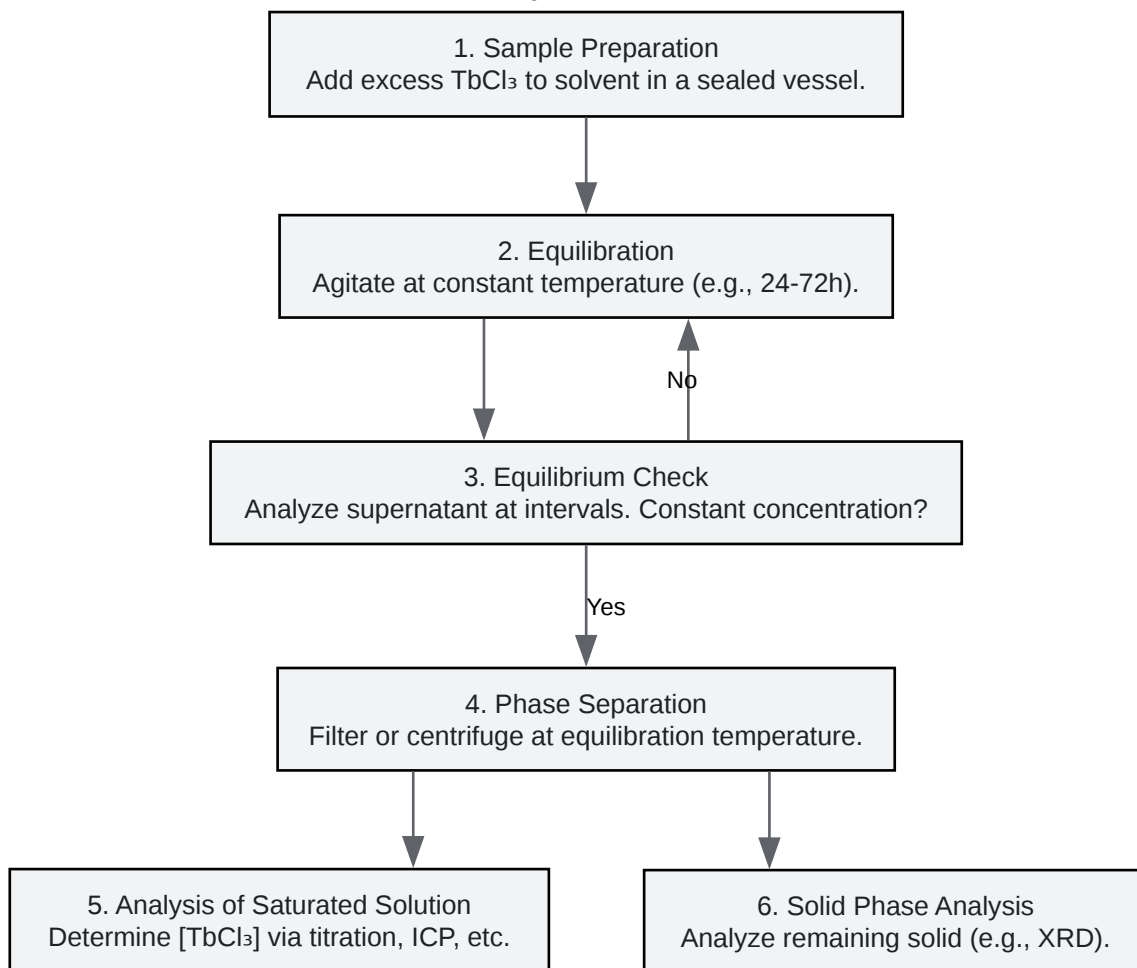 1. Sample Preparation
Add excess TbCl₃ to solvent in a sealed vessel.
2. Equilibration
Agitate at constant temperature (e.g., 24-72h).
No
3. Equilibrium Check
Analyze supernatant at intervals. Constant concentration?
Yes
4. Phase Separation
Filter or centrifuge at equilibration temperature.
5. Analysis of Saturated Solution
Determine [TbCl₃] via titration, ICP, etc.
6. Solid Phase Analysis
Analyze remaining solid (e.g., XRD).